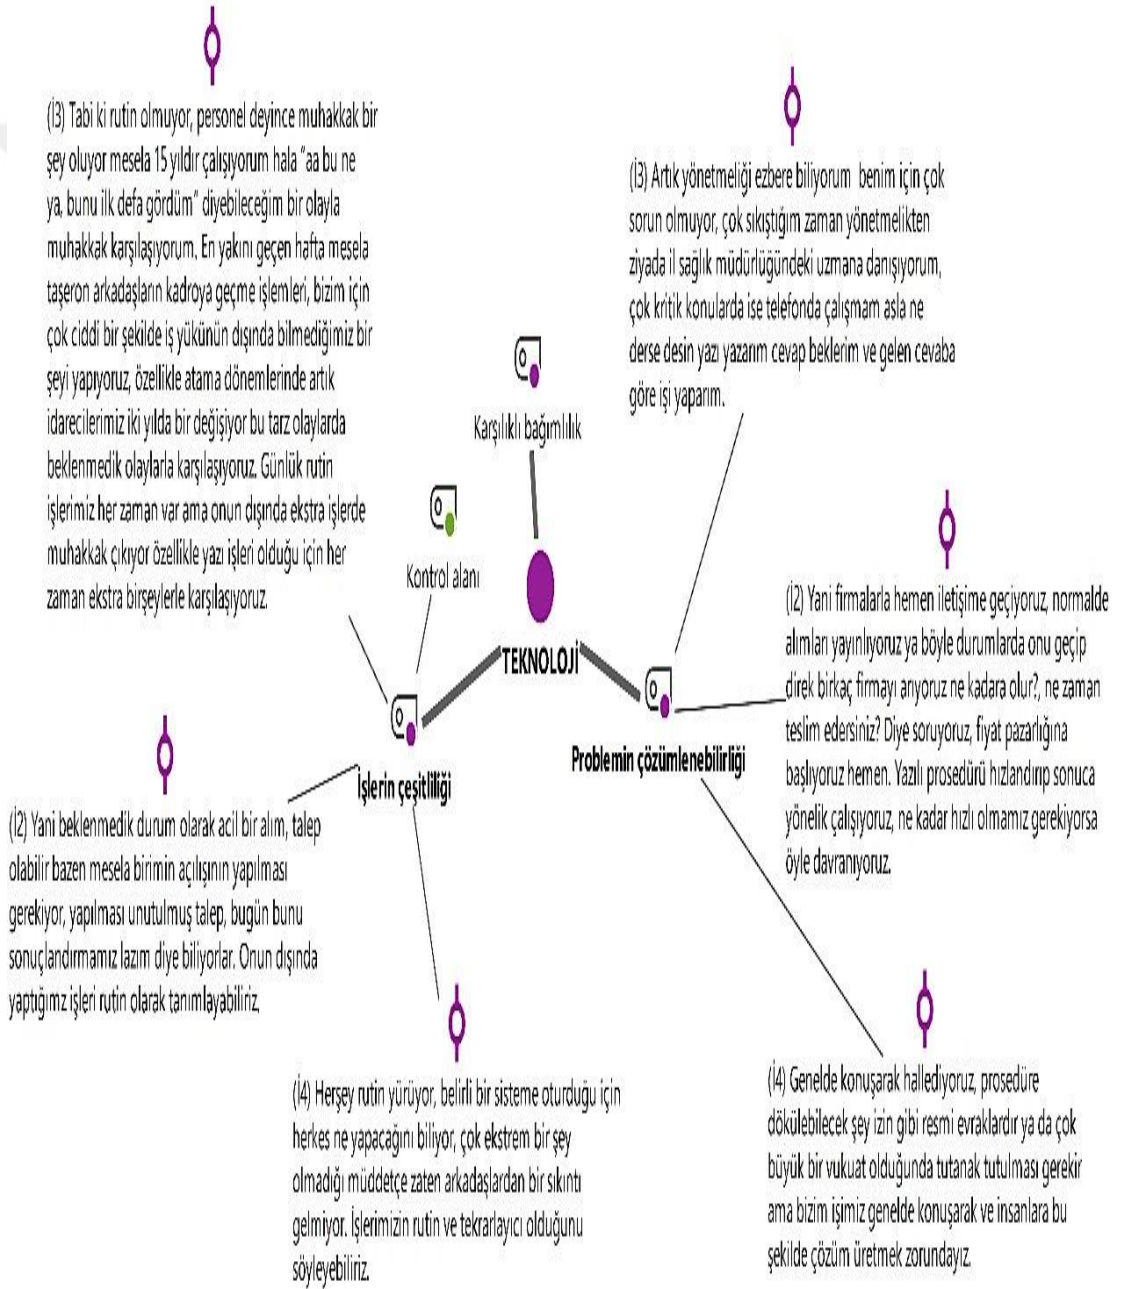 (İ3) Tabi ki rutin olmuyor, personel deyince muhakkak bir
şey oluyor mesela 15 yıldır çalışıyorum hala "aa bu ne
ya, bunu ilk defa gördüm" diyebileceğim bir olayla
muhakkak karşılaşıyorum. En yakını geçen hafta mesela
taşeron arkadaşların kadroya geçme işlemleri, bizim için
çok ciddi bir şekilde iş yükünün dışında bilmediğimiz bir
şeyi yapıyoruz, özellikle atama dönemlerinde artık
idarecilerimiz iki yılda bir değişiyor bu tarz olaylarda
beklenmedik olaylarla karşılaşıyoruz. Günlük rutin
işlerimiz her zaman var ama onun dışında ekstra işlerde
muhakkak çıkıyor özellikle yazı işleri olduğu için her
zaman ekstra birşeylerle karşılaşıyoruz.
(İ3) Artık yönetmeliği ezbere biliyorum benim için çok
sorun olmuyor, çok sıkıştığım zaman yönetmelikten
ziyada il sağlık müdürlüğündeki uzmana danışıyorum,
çok kritik konularda ise telefonda çalışmam asla ne
derse desin yazı yazarım cevap beklerim ve gelen cevaba
göre işi yaparım.
Karşılıklı bağımlılık
Kontrol alanı
TEKNOLOJİ
İşlerin çeşitliliği
Problemin çözümlenebilirliği
(İ2) Yani firmalarla hemen iletişime geçiyoruz, normalde
alımları yayınlıyoruz ya böyle durumlarda onu geçip
direk birkaç firmayı arıyoruz ne kadara olur?, ne zaman
teslim edersiniz? Diye soruyoruz, fiyat pazarlığına
başlıyoruz hemen. Yazılı prosedürü hızlandırıp sonuca
yönelik çalışıyoruz, ne kadar hızlı olmamız gerekiyorsa
öyle davranıyoruz.
(İ2) Yani beklenmedik durum olarak acil bir alım, talep
olabilir bazen mesela birimin açılışının yapılması
gerekiyor, yapılması unutulmuş talep, bugün bunu
sonuçlandırmamız lazım diye biliyorlar. Onun dışında
yaptığımz işleri rutin olarak tanımlayabiliriz.
(İ4) Herşey rutin yürüyor, belirli bir sisteme oturduğu için
herkes ne yapacağını biliyor, çok ekstrem bir şey
olmadığı müddetçe zaten arkadaşlardan bir sıkıntı
gelmiyor. İşlerimizin rutin ve tekrarlayıcı olduğunu
söyleyebiliriz.
(İ4) Genelde konuşarak hallediyoruz, prosedüre
dökülebilecek şey izin gibi resmi evraklardır ya da çok
büyük bir vukuat olduğunda tutanak tutulması gerekir
ama bizim işimiz genelde konuşarak ve insanlara bu
şekilde çözüm üretmek zorundayız.